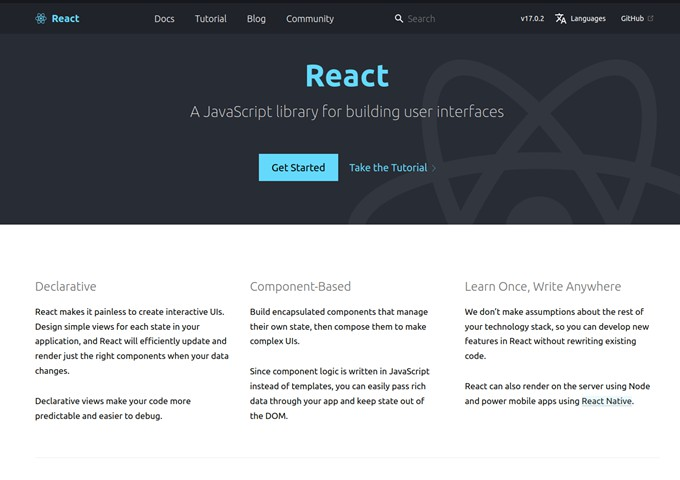 React
Docs
Tutorial
Blog
Community
Search
v17.0.2
Languages
GitHub
React
A JavaScript library for building user interfaces
Get Started
Take the Tutorial
Declarative
React makes it painless to create interactive UIs.
Design simple views for each state in your
application, and React will efficiently update and
render just the right components when your data
changes.
Declarative views make your code more
predictable and easier to debug.
Component-Based
Build encapsulated components that manage
their own state, then compose them to make
complex UIs.
Since component logic is written in JavaScript
instead of templates, you can easily pass rich
data through your app and keep state out of
the DOM.
Learn Once, Write Anywhere
We don't make assumptions about the rest of
your technology stack, so you can develop new
features in React without rewriting existing
code.
React can also render on the server using Node
and power mobile apps using React Native.